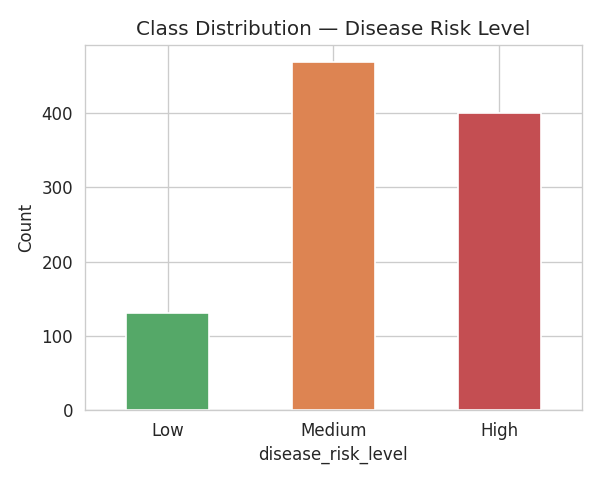 Class Distribution — Disease Risk Level
Count
400
300
200
100
0
Low Medium High
disease_risk_level